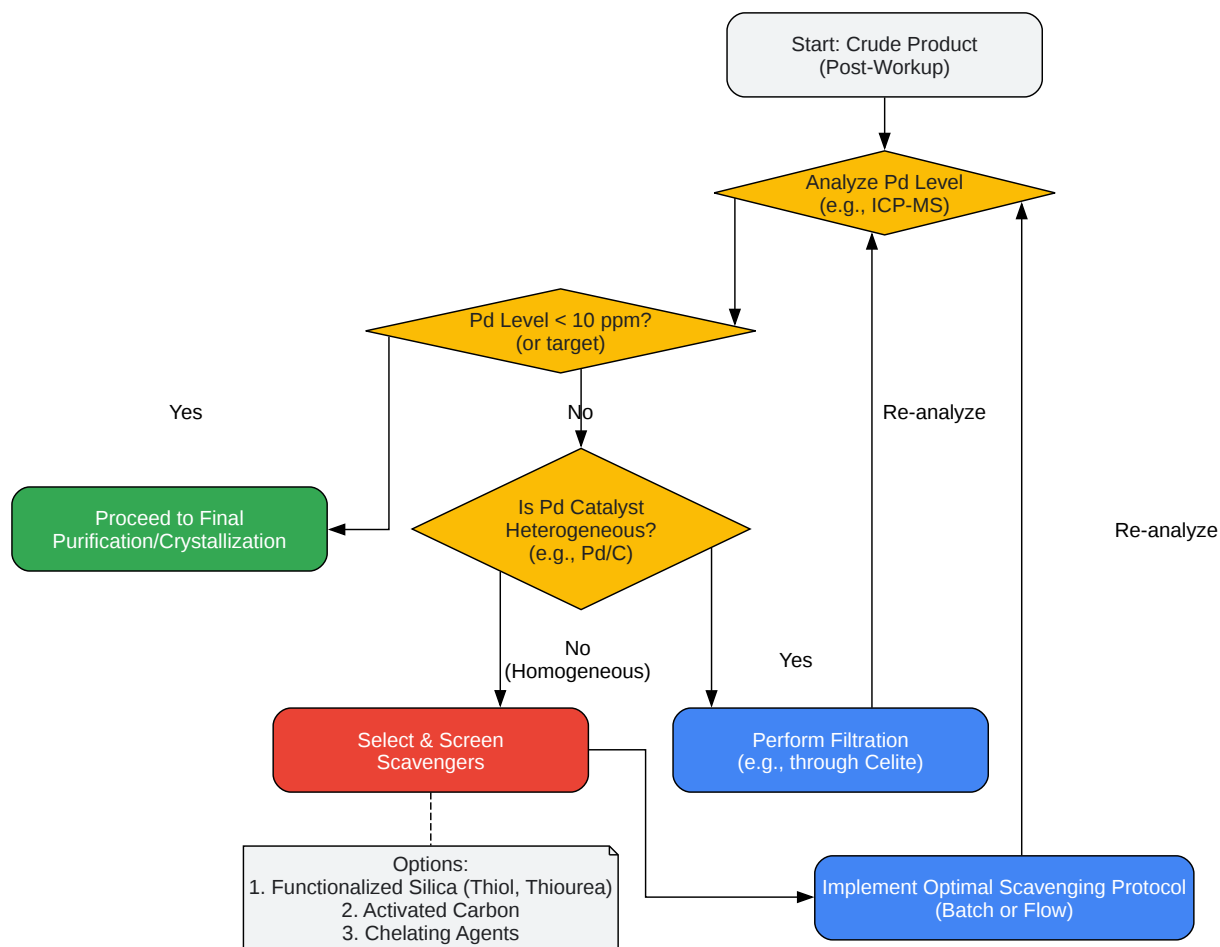 Start: Crude Product
(Post-Workup)
Analyze Pd Level
(e.g., ICP-MS)
Pd Level < 10 ppm?
(or target)
Yes
No
Re-analyze
Proceed to Final
Purification/Crystallization
Is Pd Catalyst
Heterogeneous?
(e.g., Pd/C)
Re-analyze
No
(Homogeneous)
Yes
Select & Screen
Scavengers
Perform Filtration
(e.g., through Celite)
Options:
1. Functionalized Silica (Thiol, Thiourea)
2. Activated Carbon
3. Chelating Agents
Implement Optimal Scavenging Protocol
(Batch or Flow)